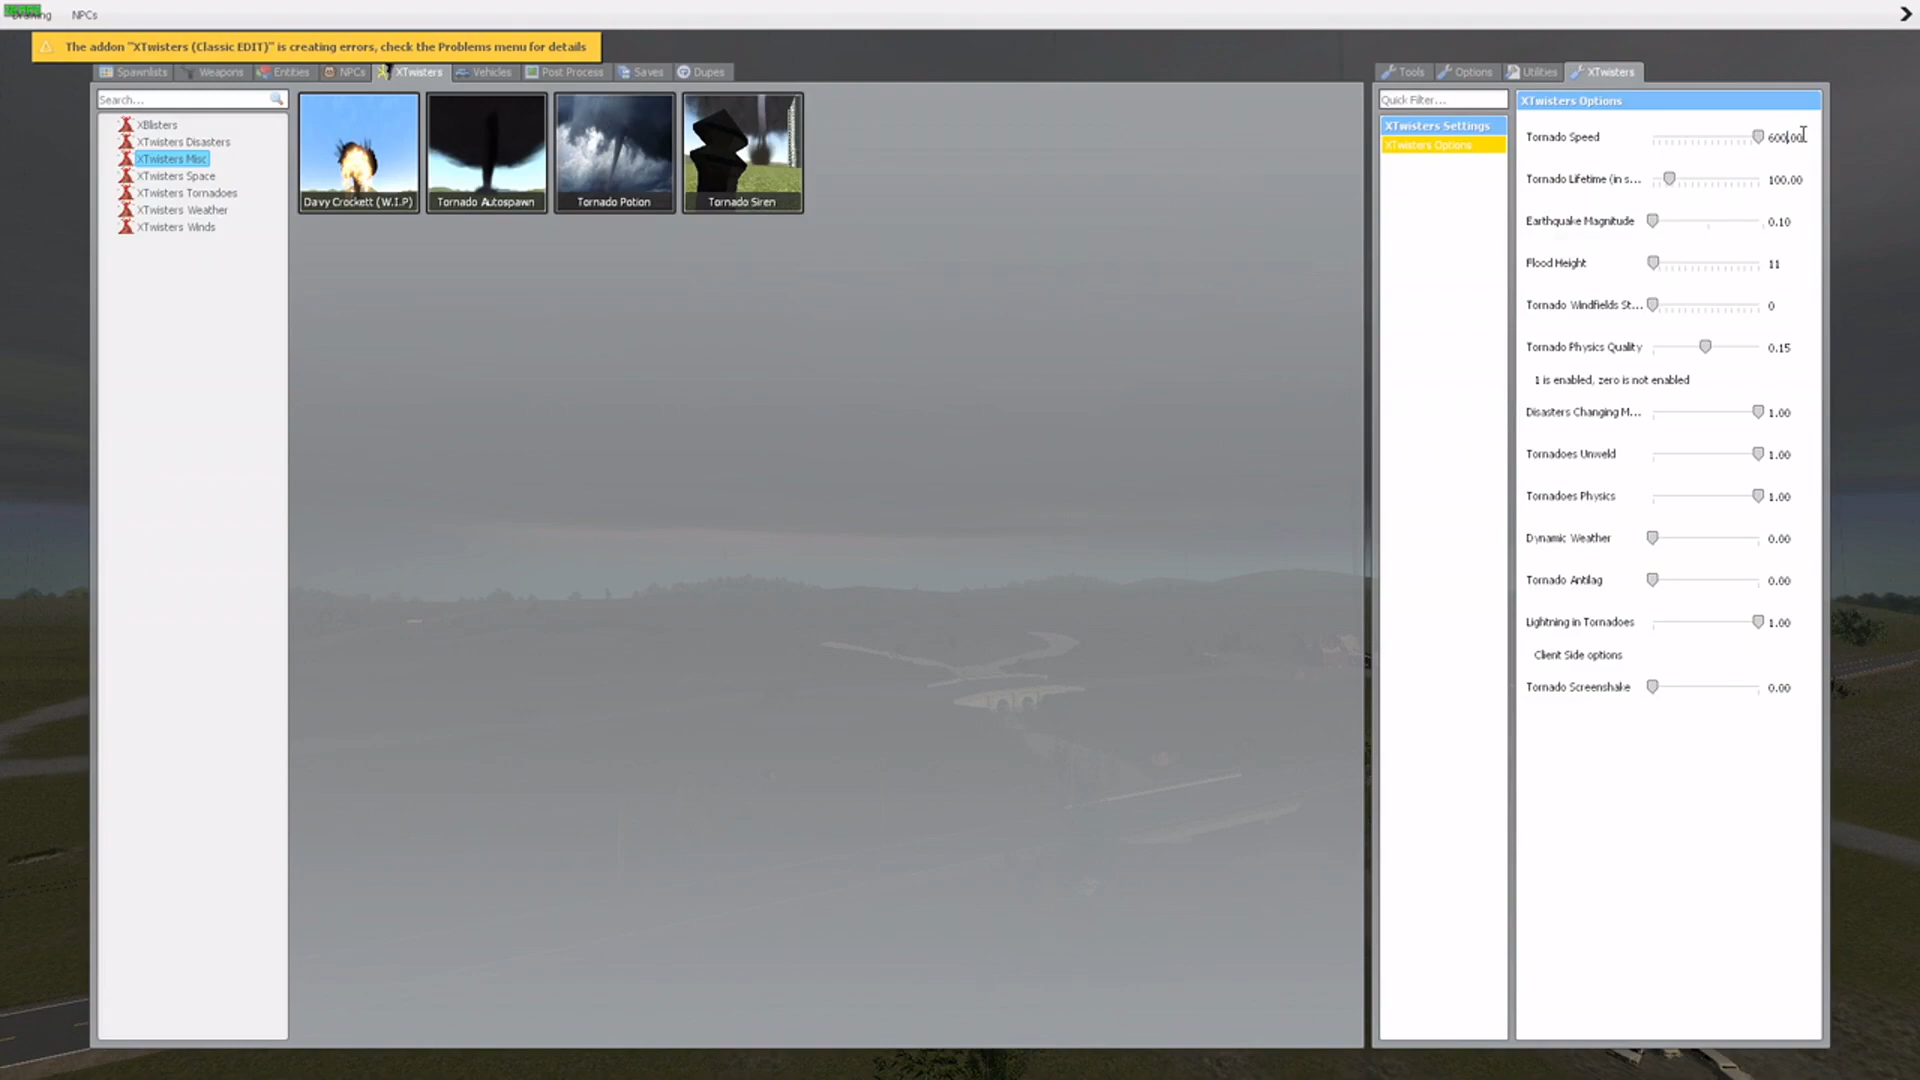 Drawing NPCs
The addon "XTwisters (Classic EDIT)" is creating errors, check the Problems menu for details
Spawnlists Weapons Entities NPCs XTwisters Vehicles Post Process Saves Dupes
Tools Options Utilities XTwisters
Search...
XBlisters
XTwisters Disasters
XTwisters Misc
XTwisters Space
XTwisters Tornadoes
XTwisters Weather
XTwisters Winds
Davy Crockett (W.I.P)
Tornado Autospawn
Tornado Potion
Tornado Siren
Quick Filter...
XTwisters Settings
XTwisters Options
XTwisters Options
Tornado Speed 600.00
Tornado Lifetime (in s... 100.00
Earthquake Magnitude 0.10
Flood Height 11
Tornado Windfields St... 0
Tornado Physics Quality 0.15
1 is enabled, zero is not enabled
Disasters Changing M... 1.00
Tornadoes Unweld 1.00
Tornadoes Physics 1.00
Dynamic Weather 0.00
Tornado Antilag 0.00
Lightning in Tornadoes 1.00
Client Side options
Tornado Screenshake 0.00